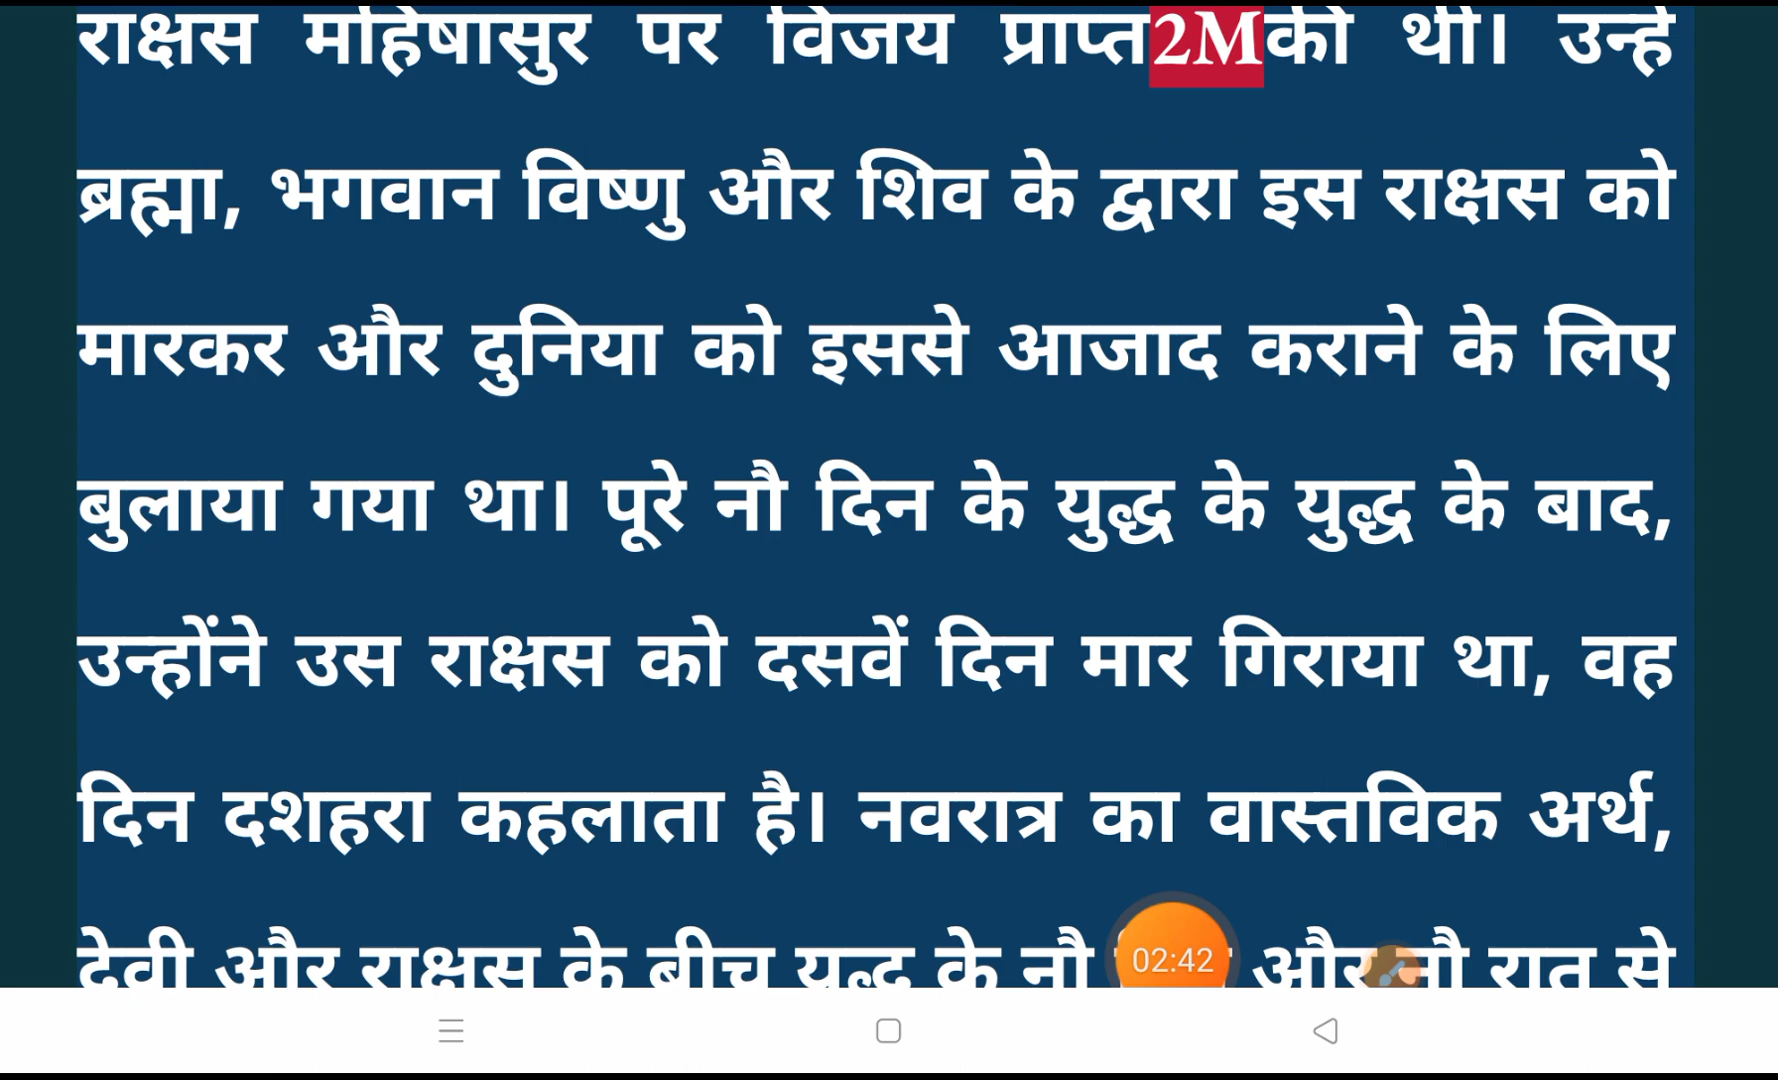 राक्षस महिषासुर पर विजय प्राप्त2Mकी थी। उन्हें
ब्रह्मा, भगवान विष्णु और शिव के द्वारा इस राक्षस को
मारकर और दुनिया को इससे आजाद कराने के लिए
बुलाया गया था। पूरे नौ दिन के युद्ध के युद्ध के बाद,
उन्होंने उस राक्षस को दसवें दिन मार गिराया था, वह
दिन दशहरा कहलाता है। नवरात्र का वास्तविक अर्थ,
देवी और राक्षस के बीच युद्ध के नौ और नौ रात से
02:42